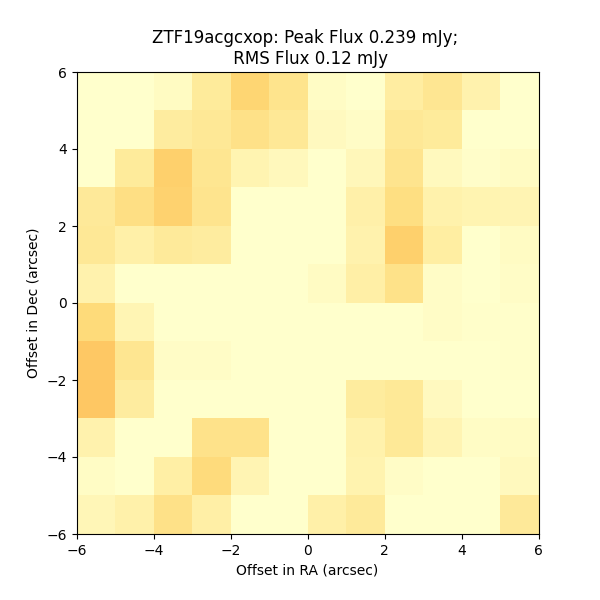 ZTF19acgcxop: Peak Flux 0.239 mJy;
RMS Flux 0.12 mJy
6
4
2
0
−2
−4
−6
Offset in Dec (arcsec)
−6 −4 −2 0 2 4 6
Offset in RA (arcsec)